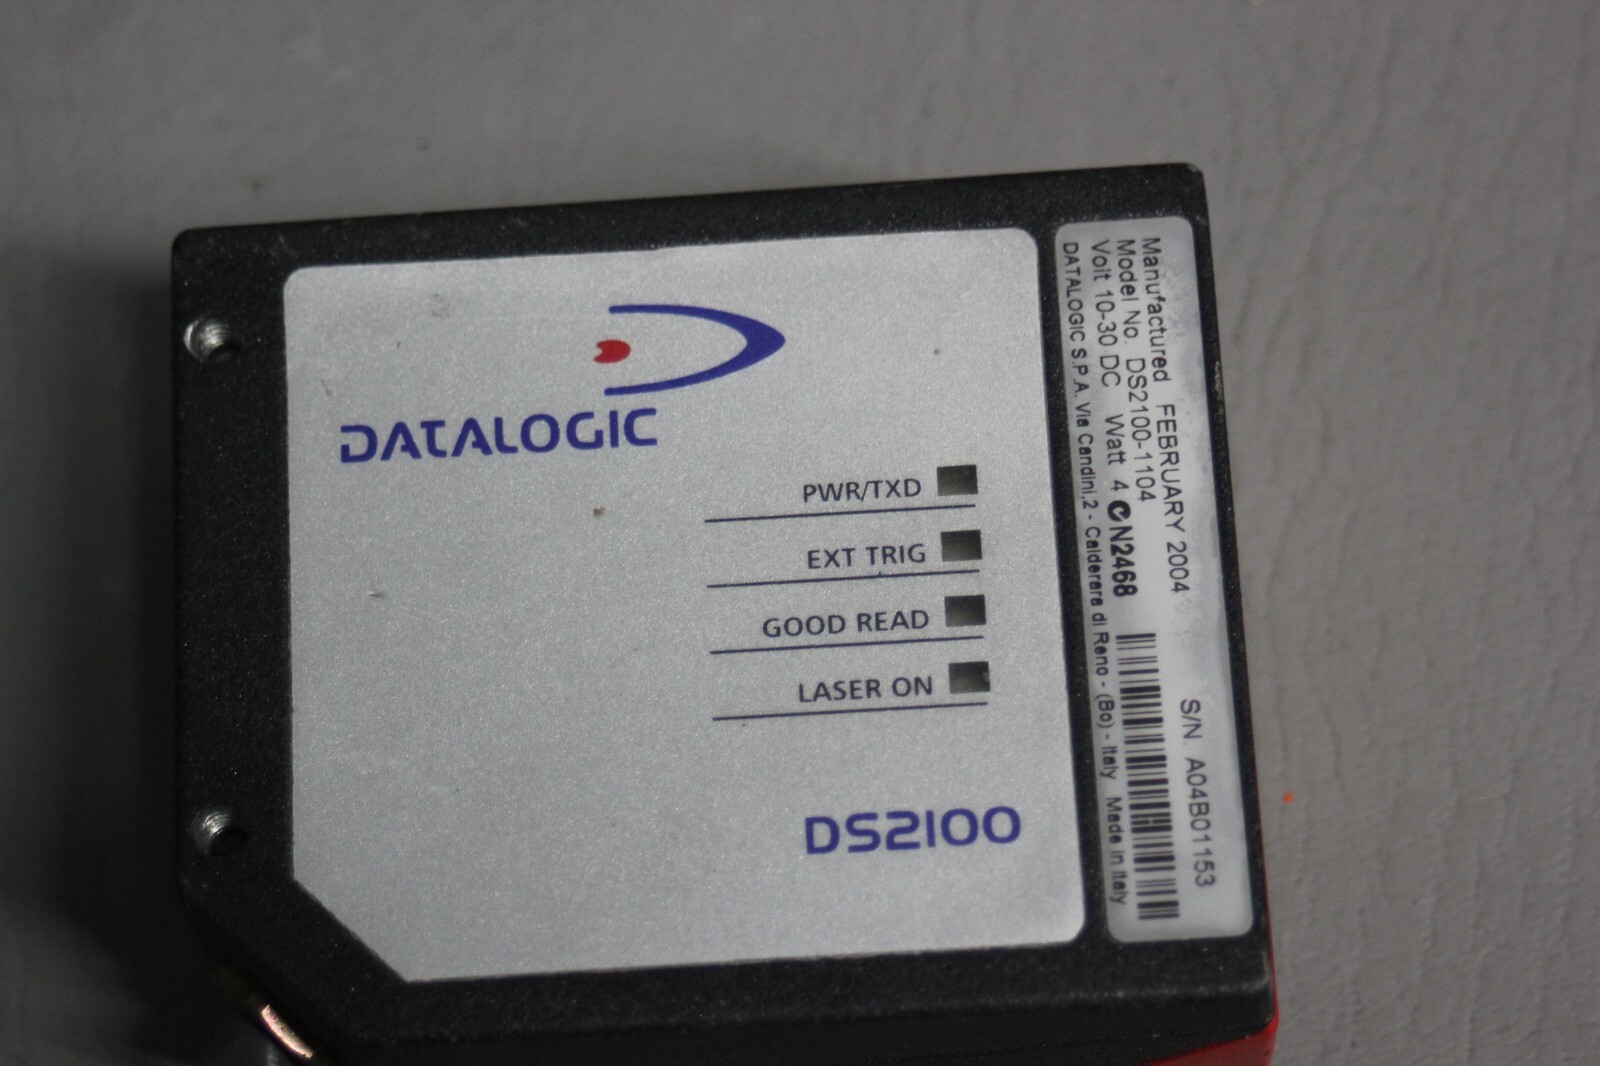 DATALOGIC
PWR/TXD
EXT TRIG
GOOD READ
LASER ON
DS2100
Manufactured FEBRUARY 2004 S/N. A04B01153
Model No. DS2100-1104
Volt 10-30 DC Watt 4 N2468
DATALOGIC S.P.A. Via Candini,2 - Calderara di Reno - (Bo) - Italy Made in Italy